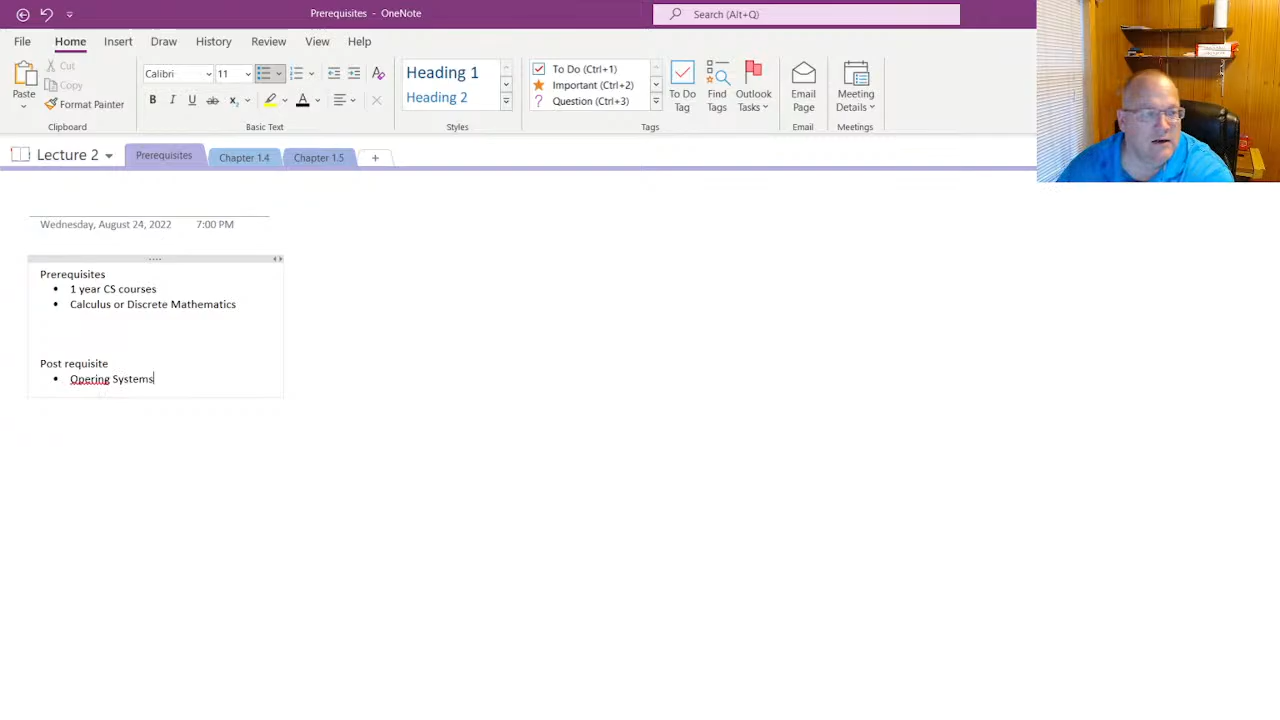 Prerequisites - OneNote
Search (Alt+Q)
File Home Insert Draw History Review View Help
Paste
Cut
Copy
Format Painter
Clipboard
Calibri 11
B I U ab x₂ A
Basic Text
Heading 1
Heading 2
Styles
To Do (Ctrl+1)
Important (Ctrl+2)
Question (Ctrl+3)
To Do Tag
Find Tags
Outlook Tasks
Tags
Email Page
Email
Meeting Details
Meetings
Lecture 2 Prerequisites Chapter 1.4 Chapter 1.5 +
Wednesday, August 24, 2022 7:00 PM
Prerequisites
• 1 year CS courses
• Calculus or Discrete Mathematics
Post requisite
• Opering Systems